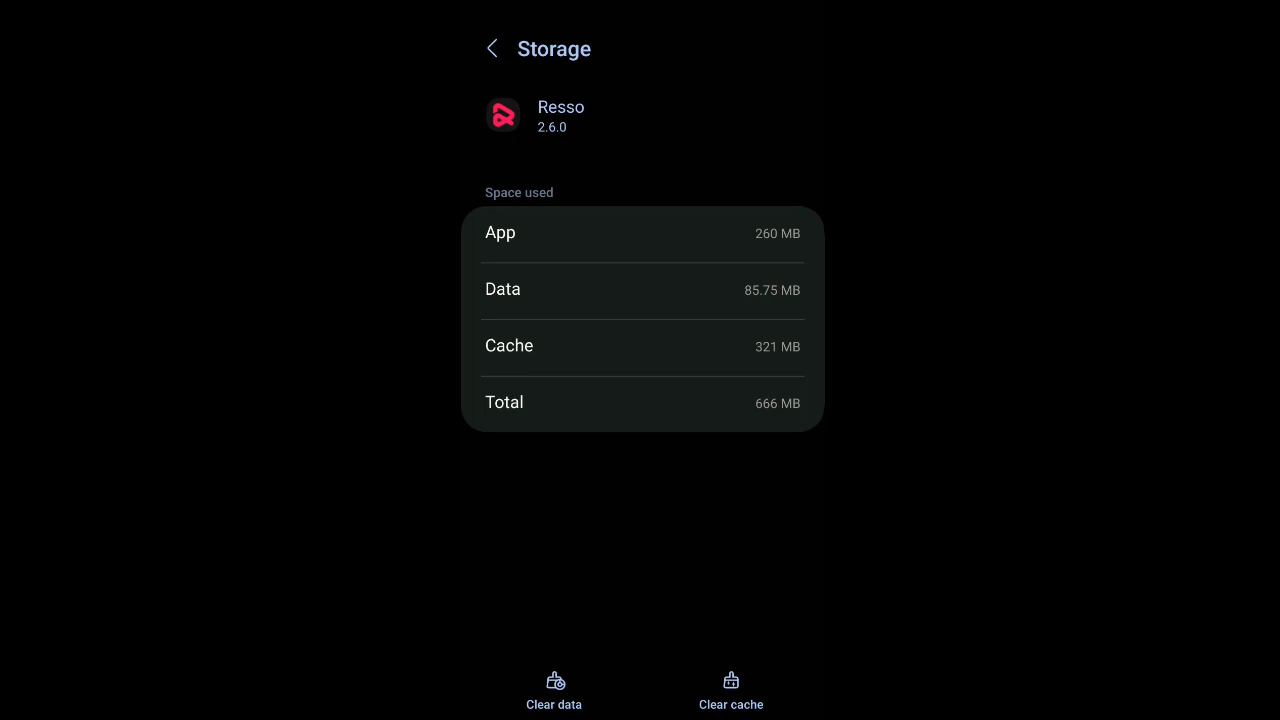 Storage
Resso
2.6.0
Space used
App 260 MB
Data 85.75 MB
Cache 321 MB
Total 666 MB
Clear data Clear cache